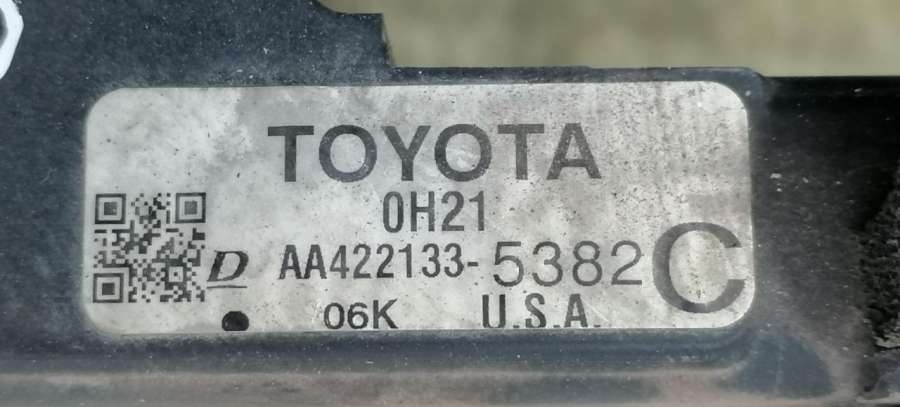 TOYOTA
0H21
D AA422133-5382 C
06K U.S.A.